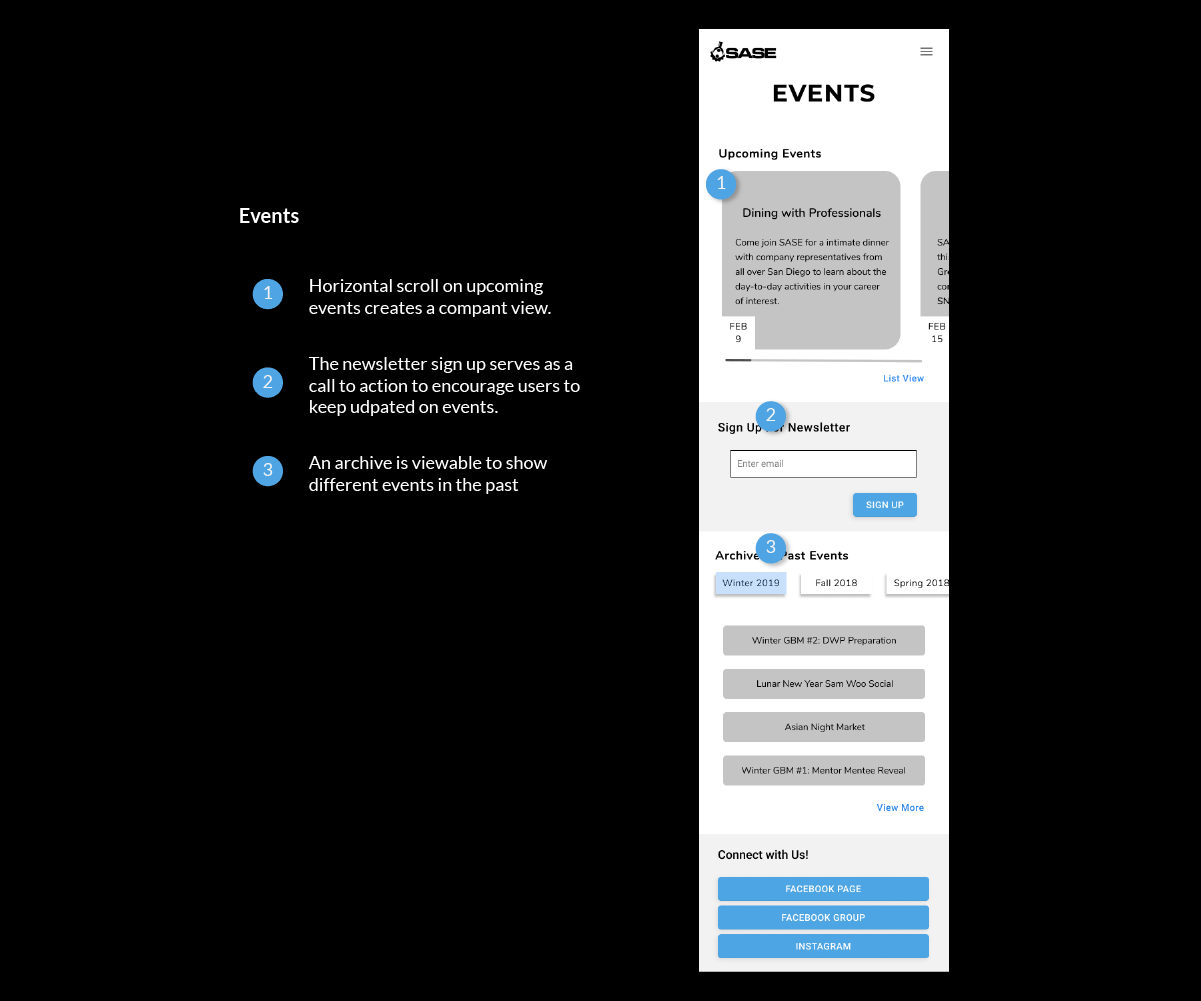 Events
1
Horizontal scroll on upcoming
events creates a compant view.
2
The newsletter sign up serves as a
call to action to encourage users to
keep udpated on events.
3
An archive is viewable to show
different events in the past
SASE
EVENTS
Upcoming Events
1
Dining with Professionals
Come join SASE for a intimate dinner
with company representatives from
all over San Diego to learn about the
day-to-day activities in your career
of interest.
FEB
9
SA
thi
Gre
SN
FEB
15
List View
2
Sign Up Newsletter
Enter email
SIGN UP
3
Archive Past Events
Winter 2019
Fall 2018
Spring 2018
Winter GBM #2: DWP Preparation
Lunar New Year Sam Woo Social
Asian Night Market
Winter GBM #1: Mentor Mentee Reveal
View More
Connect with Us!
FACEBOOK PAGE
FACEBOOK GROUP
INSTAGRAM